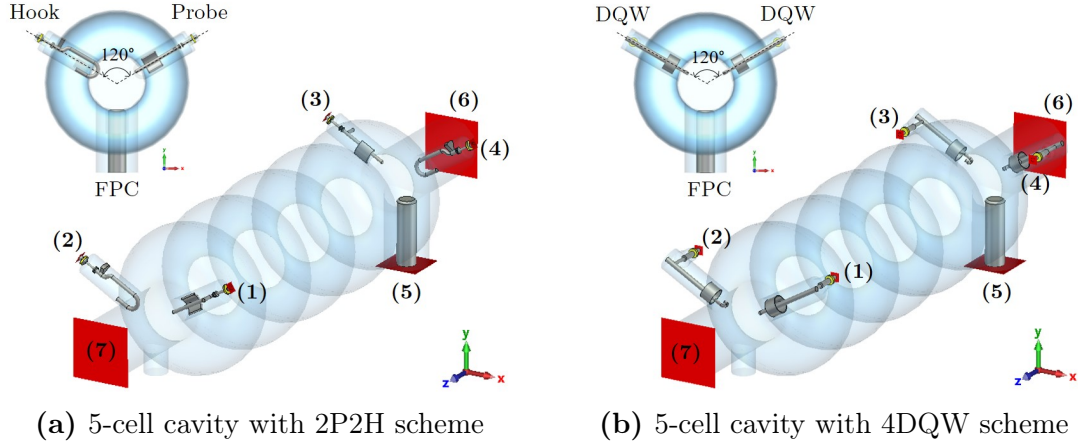 Hook
Probe
120°
FPC
(3)
(6)
(4)
(2)
(1)
(5)
(7)
y
x
y
z
x
(a) 5-cell cavity with 2P2H scheme
DQW
DQW
120°
FPC
(3)
(6)
(4)
(2)
(1)
(5)
(7)
y
x
y
z
x
(b) 5-cell cavity with 4DQW scheme